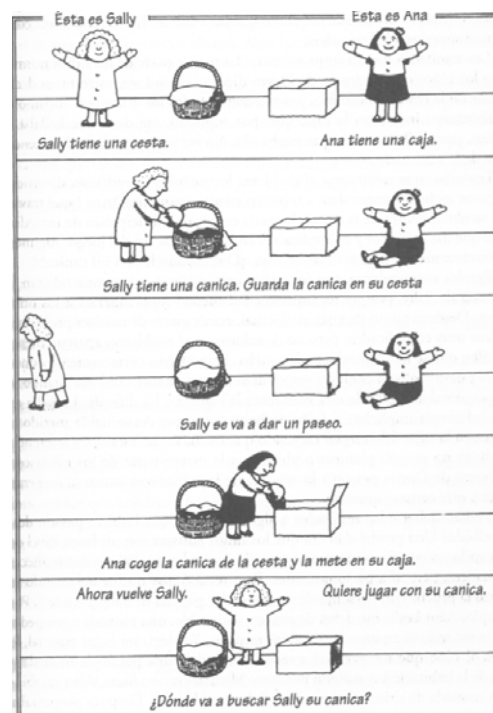 Ésta es Sally
Ésta es Ana
Sally tiene una cesta.
Ana tiene una caja.
Sally tiene una canica. Guarda la canica en su cesta
Sally se va a dar un paseo.
Ana coge la canica de la cesta y la mete en su caja.
Ahora vuelve Sally.
Quiere jugar con su canica.
¿Dónde va a buscar Sally su canica?